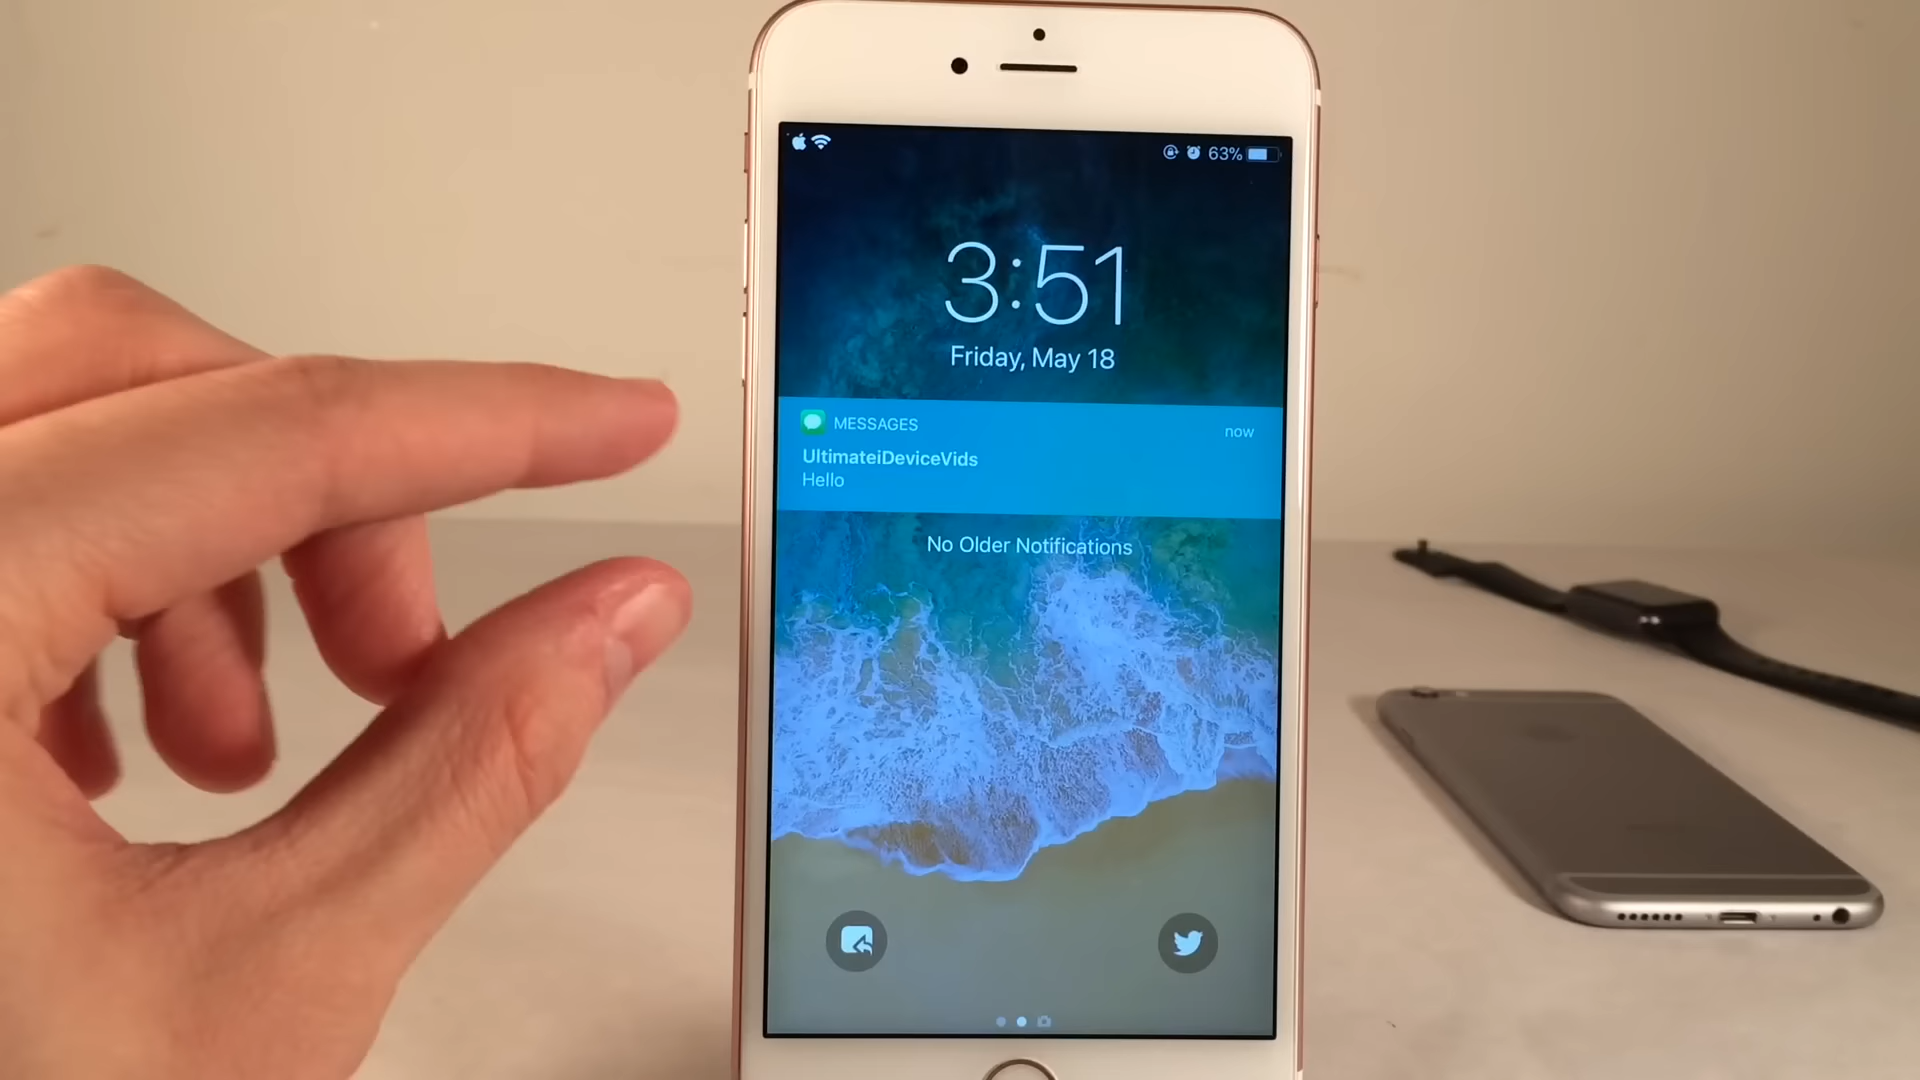 63%
3:51
Friday, May 18
MESSAGES
now
UltimateiDeviceVids
Hello
No Older Notifications